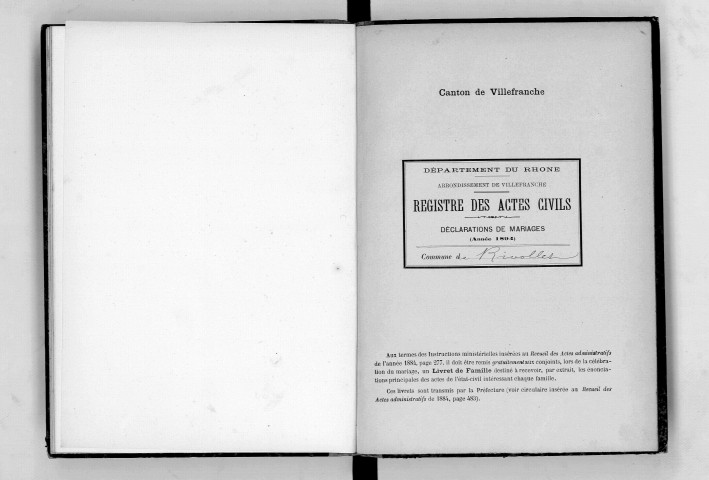 Canton de Villefranche
DÉPARTEMENT DU RHONE
ARRONDISSEMENT DE VILLEFRANCHE
REGISTRE DES ACTES CIVILS
DÉCLARATIONS DE MARIAGES
(Année 1894)
Commune de Rivollet
Aux termes des Instructions ministérielles insérées au Recueil des Actes administratifs
de l'année 1884, page 277, il doit être remis gratuitement aux conjoints, lors de la célébra-
tion du mariage, un Livret de Famille destiné à recevoir, par extrait, les énoncia-
tions principales des actes de l'état-civil intéressant chaque famille.
Ces livrets sont transmis par la Préfecture (voir circulaire insérée au Recueil des
Actes administratifs de 1884, page 493).